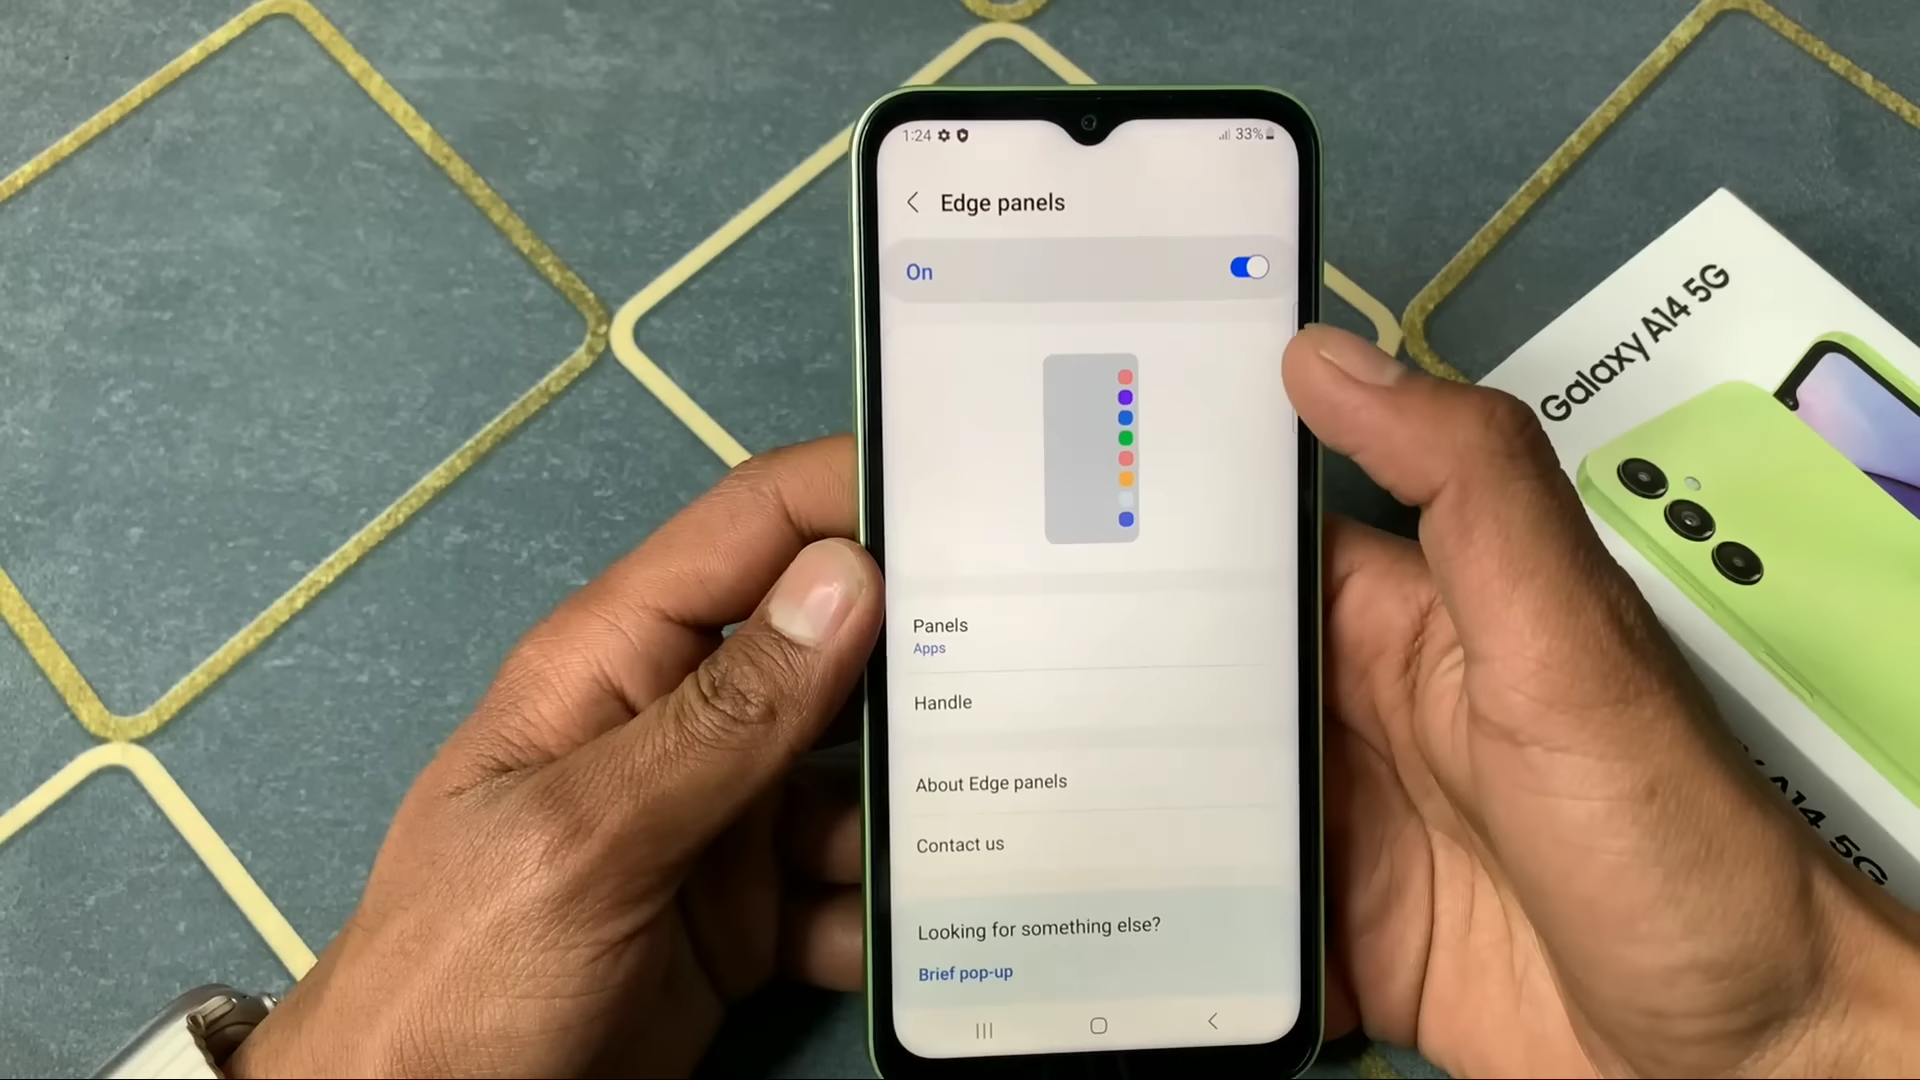 1:24
33%
Edge panels
On
Panels
Apps
Handle
About Edge panels
Contact us
Looking for something else?
Brief pop-up
Galaxy A14 5G
A14 5G